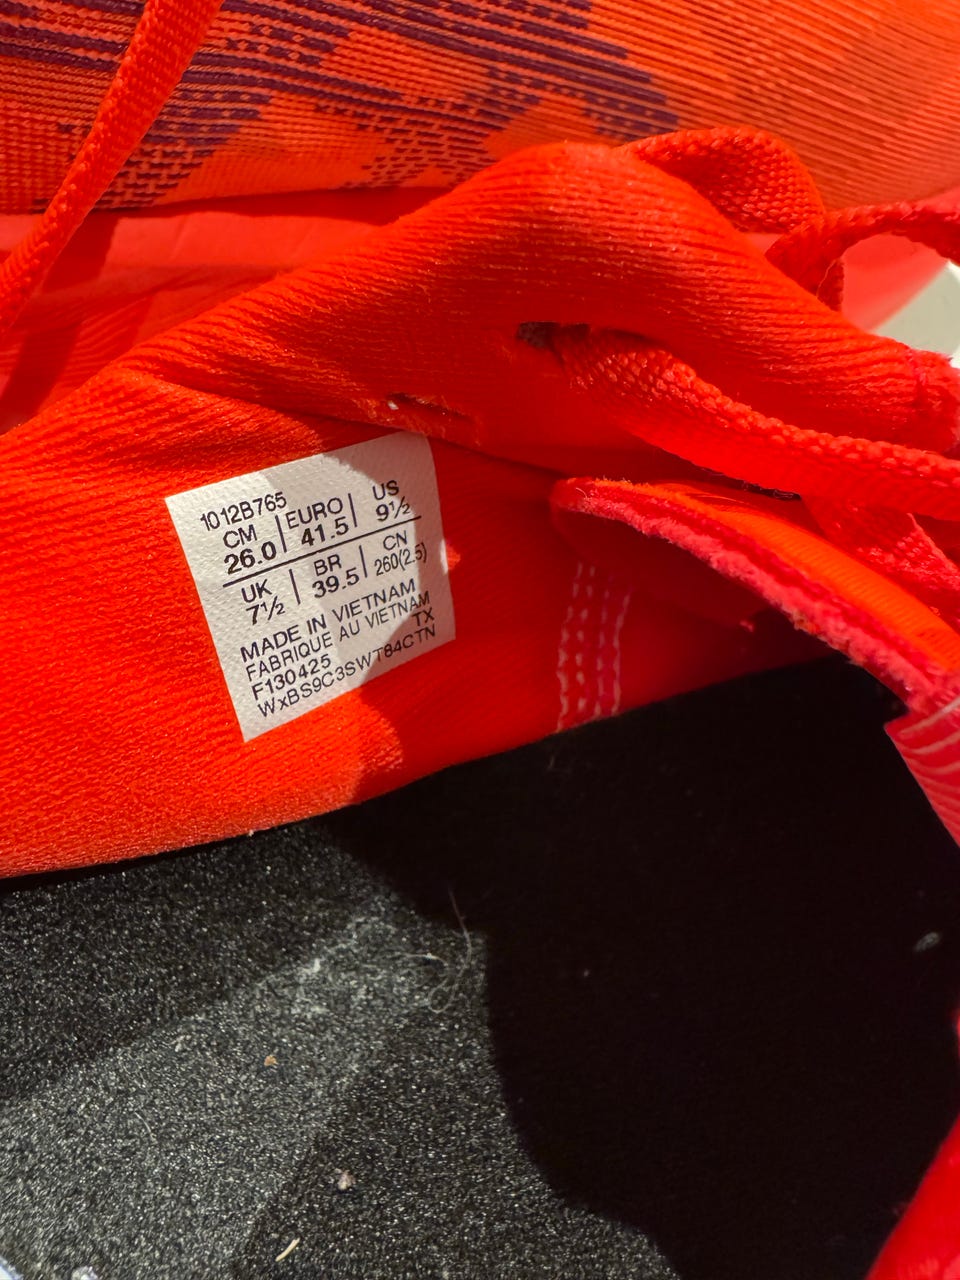 1012B765
CM EURO US
26.0 41.5 9½
UK BR CN
7½ 39.5 260(2.5)
MADE IN VIETNAM
FABRIQUE AU VIETNAM
F130425 TX
WxBS9C3SWT84CTN